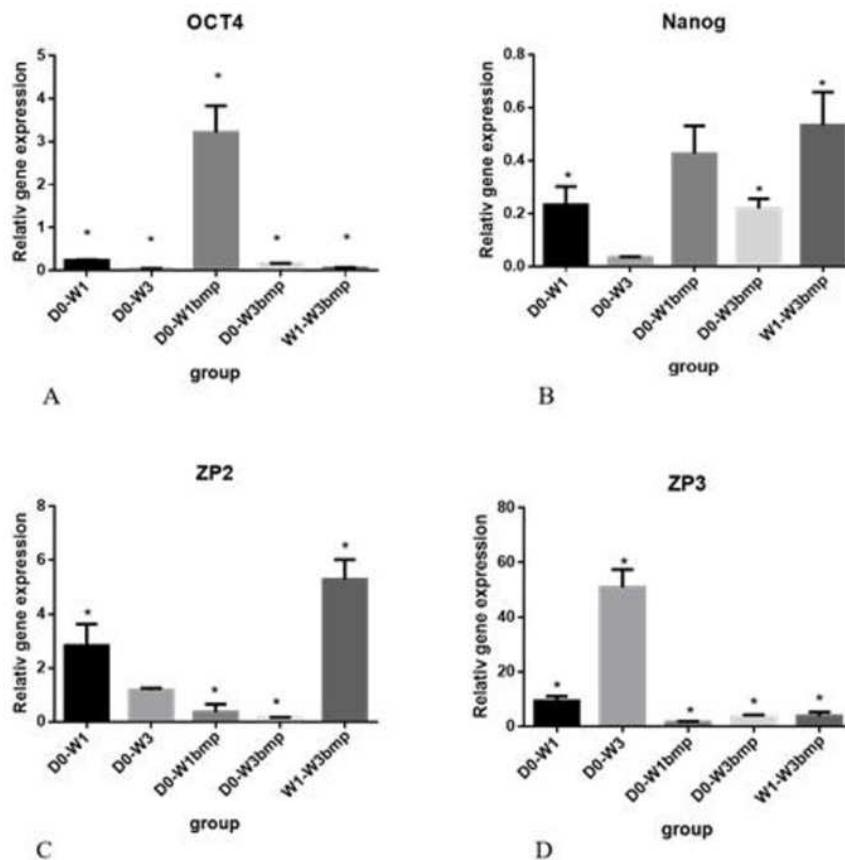 OCT4
Relativ gene expression
5
4
3
2
1
0
*
*
*
*
*
D0-W1
D0-W3
D0-W1bmp
D0-W3bmp
W1-W3bmp
group
A
Nanog
Relativ gene expression
0.8
0.6
0.4
0.2
0.0
*
*
*
D0-W1
D0-W3
D0-W1bmp
D0-W3bmp
W1-W3bmp
group
B
ZP2
Relativ gene expression
8
6
4
2
0
*
*
*
*
D0-W1
D0-W3
D0-W1bmp
D0-W3bmp
W1-W3bmp
group
C
ZP3
Relativ gene expression
80
60
40
20
0
*
*
*
*
*
D0-W1
D0-W3
D0-W1bmp
D0-W3bmp
W1-W3bmp
group
D